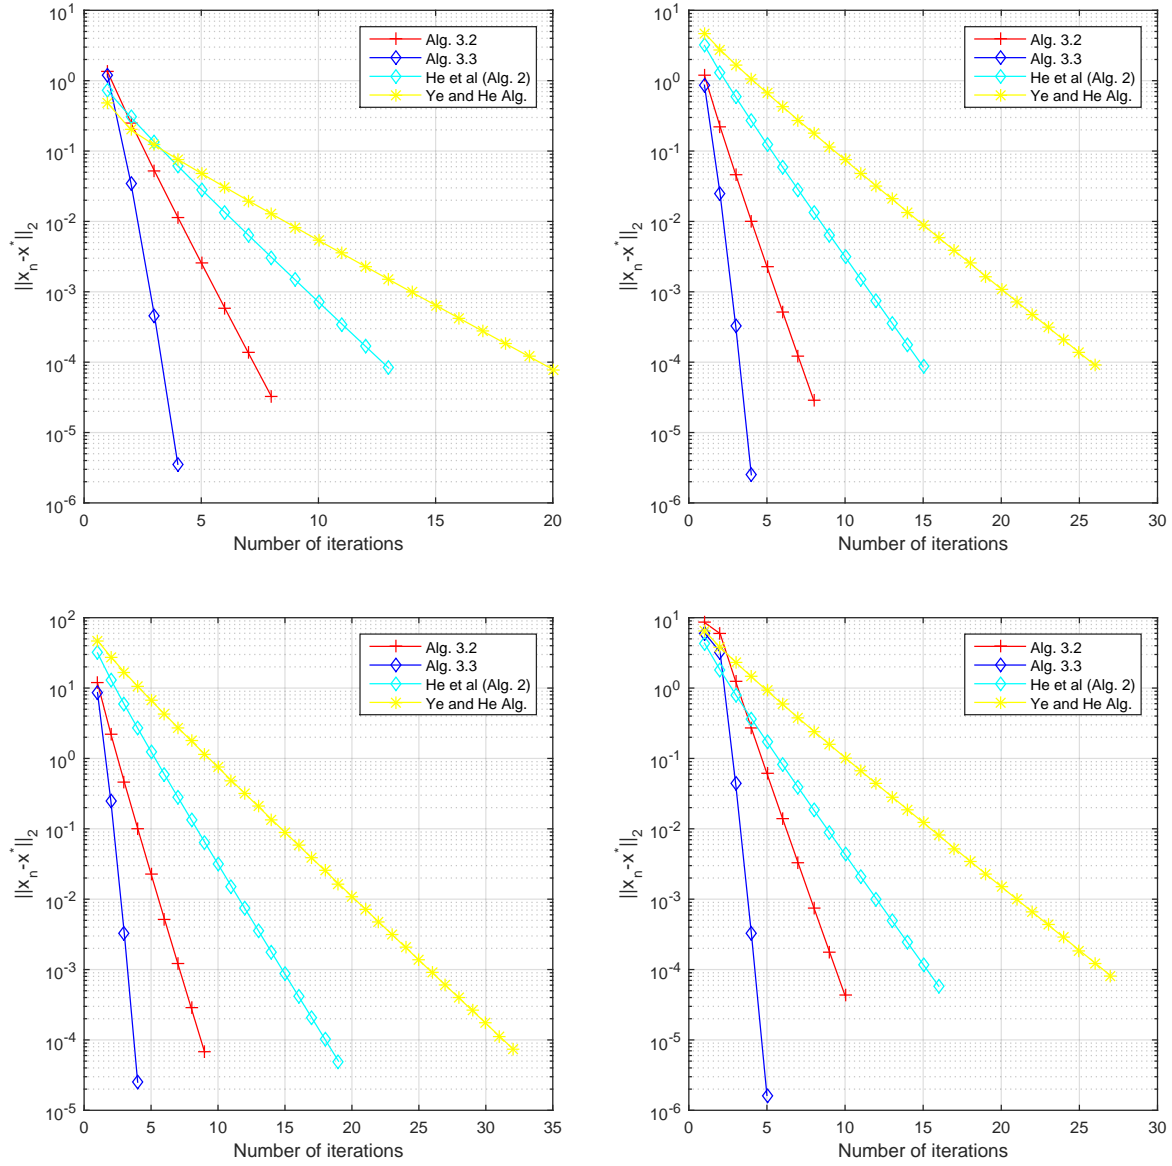 10^1
10^0
10^-1
10^-2
10^-3
10^-4
10^-5
10^-6
||x_n-x^*||_2
0 5 10 15 20
Number of iterations
Alg. 3.2
Alg. 3.3
He et al (Alg. 2)
Ye and He Alg.
10^1
10^0
10^-1
10^-2
10^-3
10^-4
10^-5
10^-6
||x_n-x^*||_2
0 5 10 15 20 25 30
Number of iterations
Alg. 3.2
Alg. 3.3
He et al (Alg. 2)
Ye and He Alg.
10^2
10^1
10^0
10^-1
10^-2
10^-3
10^-4
10^-5
||x_n-x^*||_2
0 5 10 15 20 25 30 35
Number of iterations
Alg. 3.2
Alg. 3.3
He et al (Alg. 2)
Ye and He Alg.
10^1
10^0
10^-1
10^-2
10^-3
10^-4
10^-5
10^-6
||x_n-x^*||_2
0 5 10 15 20 25 30
Number of iterations
Alg. 3.2
Alg. 3.3
He et al (Alg. 2)
Ye and He Alg.